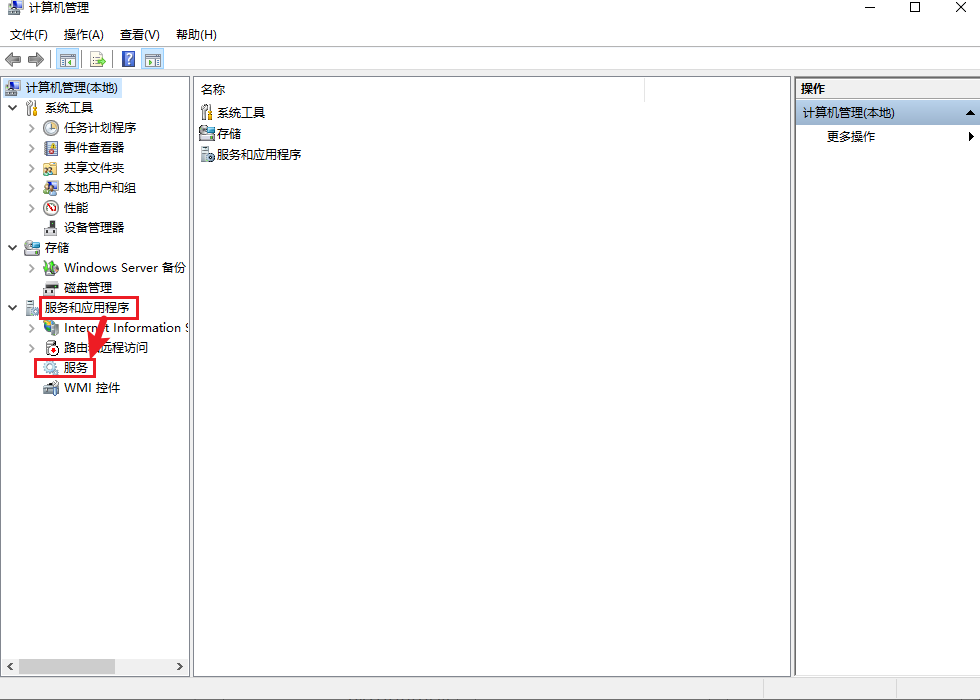 计算机管理
文件(F) 操作(A) 查看(V) 帮助(H)
计算机管理(本地)
系统工具
任务计划程序
事件查看器
共享文件夹
本地用户和组
性能
设备管理器
存储
Windows Server 备份
磁盘管理
服务和应用程序
Internet Information S
路由和远程访问
服务
WMI 控件
名称
系统工具
存储
服务和应用程序
操作
计算机管理(本地)
更多操作